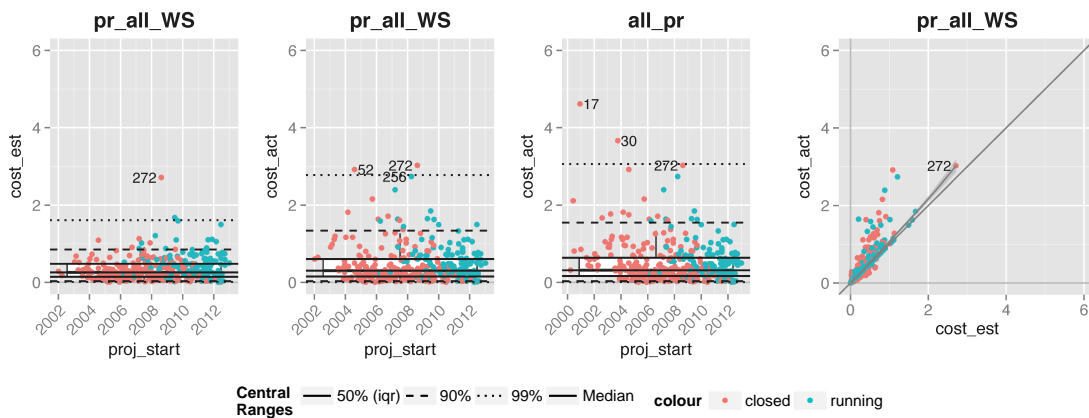 pr_all_WS
pr_all_WS
all_pr
pr_all_WS
cost_est
6
4
2
0
272
2002
2004
2006
2008
2010
2012
proj_start
cost_act
6
4
2
0
52
272
256
2002
2004
2006
2008
2010
2012
proj_start
cost_act
6
4
2
0
17
30
272
2000
2002
2004
2006
2008
2010
2012
proj_start
cost_act
6
4
2
0
272
0
2
4
6
cost_est
Central
Ranges
50% (iqr)
90%
99%
Median
colour
closed
running